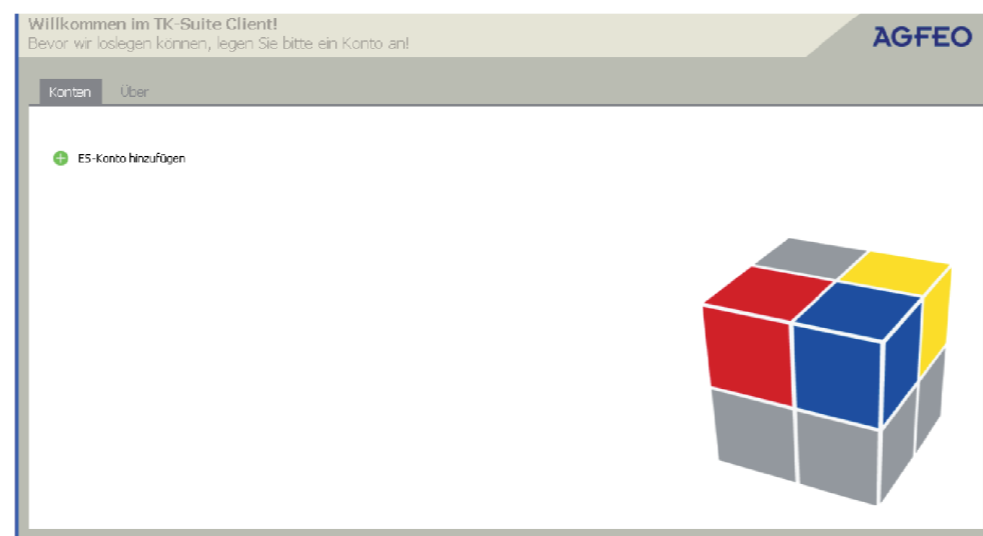 Willkommen im TK-Suite Client!
Bevor wir loslegen können, legen Sie bitte ein Konto an!
AGFEO
Konten Über
ES-Konto hinzufügen